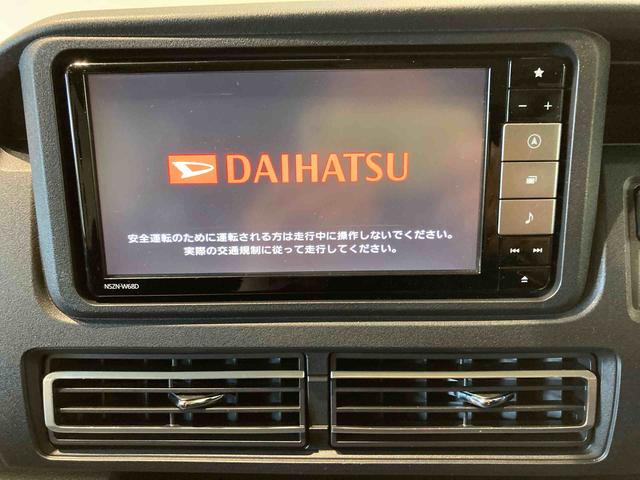 DAIHATSU
安全運転のために運転される方は走行中に操作しないでください。
実際の交通規制に従って走行してください。
NSZN-W68D